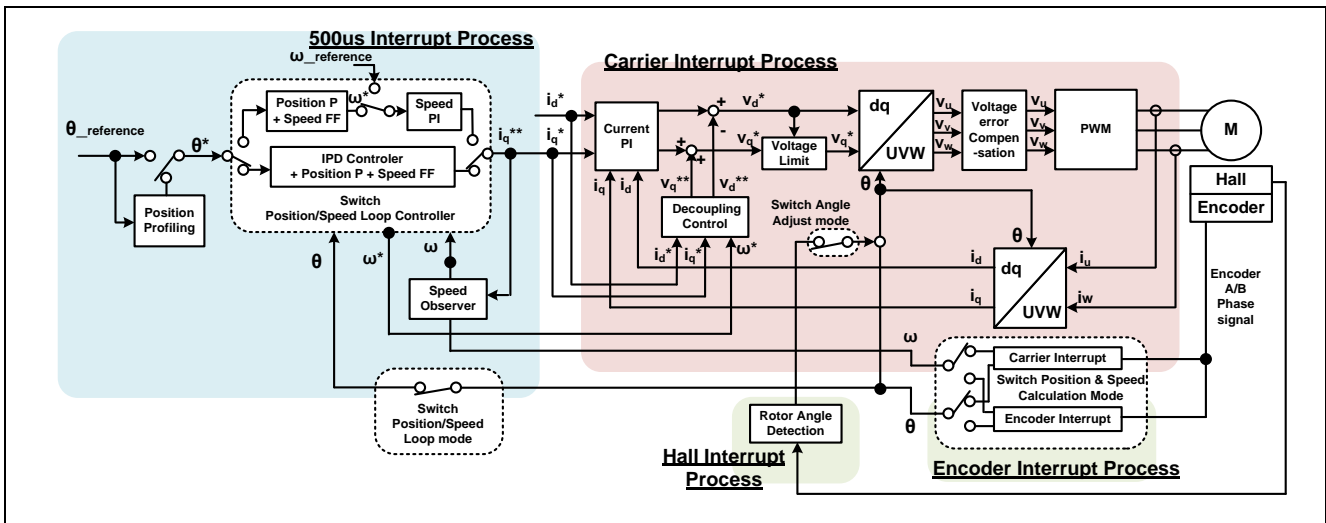 500us Interrupt Process
ω_reference
Carrier Interrupt Process
Position P
+ Speed FF
ω*
Speed
PI
θ_reference
θ*
IPD Controler
+ Position P + Speed FF
Switch
Position/Speed Loop Controller
Position
Profiling
i_q**
i_d*
i_q*
Current
PI
i_q
i_d
+
-
+
+
v_d*
v_q*
Voltage
Limit
v_q*
dq
UVW
θ
v_u
v_v
v_w
Voltage
error
Compen
-sation
v_u
v_v
v_w
PWM
M
Hall
Encoder
v_q**
v_d**
Decoupling
Control
i_d*
i_q*
ω*
Switch Angle
Adjust mode
θ
dq
UVW
i_d
i_q
i_u
i_w
Encoder
A/B
Phase
signal
θ
ω*
ω
Speed
Observer
ω
θ
Carrier Interrupt
Switch Position & Speed
Calculation Mode
Encoder Interrupt
Switch
Position/Speed
Loop mode
Rotor Angle
Detection
Hall Interrupt
Process
Encoder Interrupt Process